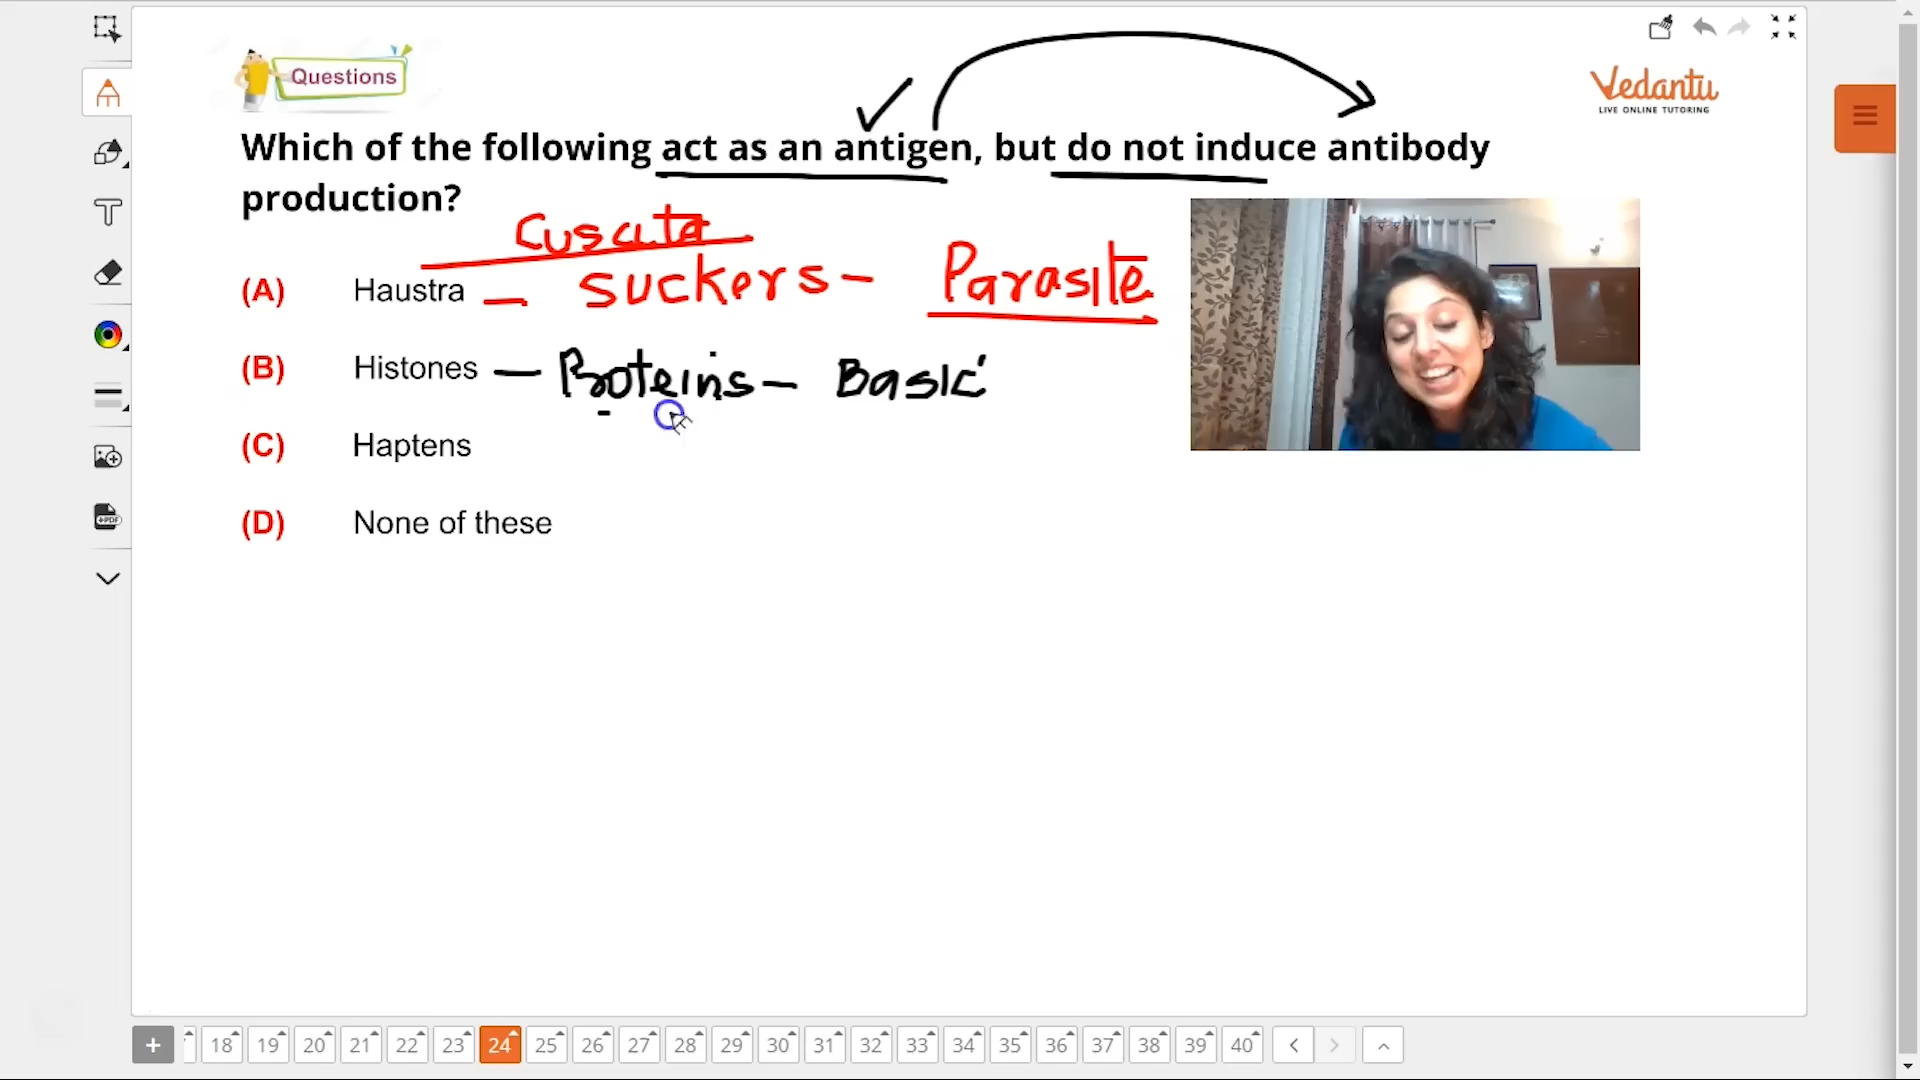 Questions
Vedantu
LIVE ONLINE TUTORING
Which of the following act as an antigen, but do not induce antibody
production?
Cuscuta
(A) Haustra – suckers – Parasite
(B) Histones – Proteins – Basic
(C) Haptens
(D) None of these
+PDF
+ 18 19 20 21 22 23 24 25 26 27 28 29 30 31 32 33 34 35 36 37 38 39 40